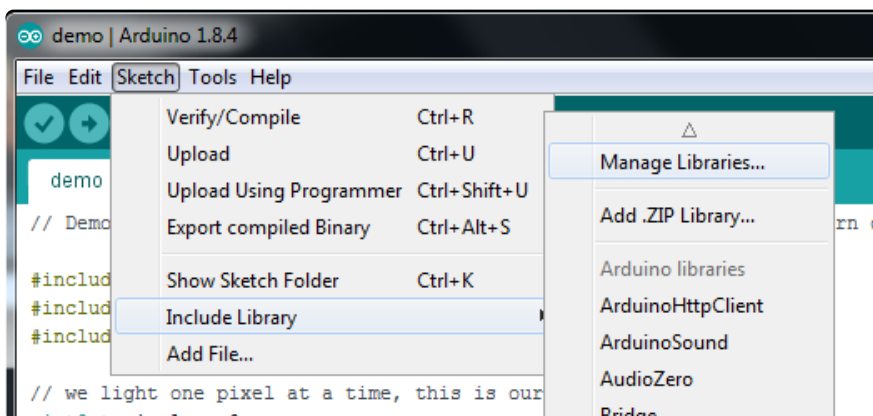 demo | Arduino 1.8.4
File Edit Sketch Tools Help
Verify/Compile Ctrl+R
Upload Ctrl+U
Upload Using Programmer Ctrl+Shift+U
Export compiled Binary Ctrl+Alt+S
Show Sketch Folder Ctrl+K
Include Library
Add File...
Manage Libraries...
Add .ZIP Library...
Arduino libraries
ArduinoHttpClient
ArduinoSound
AudioZero
Bridge
demo
// Demo
#includ
#includ
#includ
// we light one pixel at a time, this is our